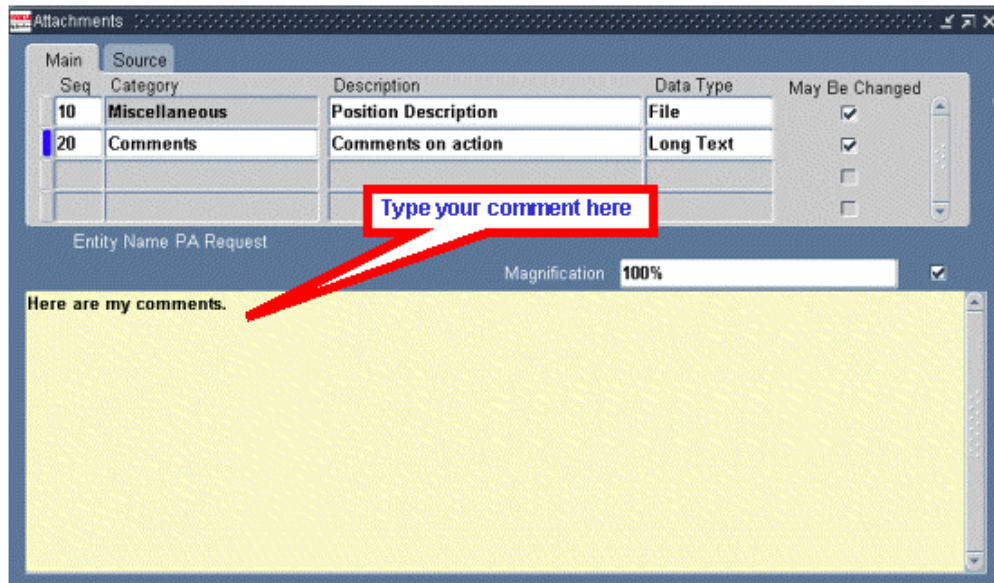 Attachments
Main Source
Seq Category Description Data Type May Be Changed
10 Miscellaneous Position Description File
20 Comments Comments on action Long Text
Type your comment here
Entity Name PA Request
Magnification 100%
Here are my comments.